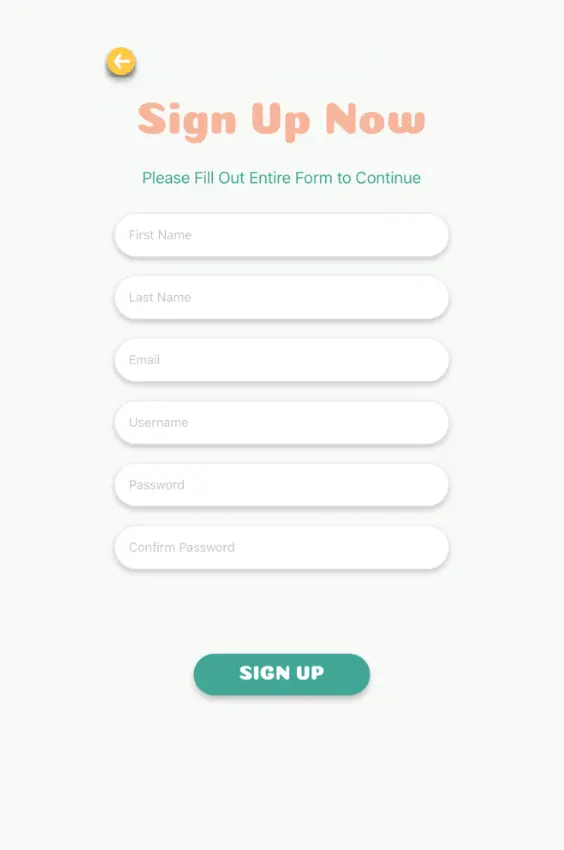 Sign Up Now
Please Fill Out Entire Form to Continue
First Name
Last Name
Email
Username
Password
Confirm Password
SIGN UP